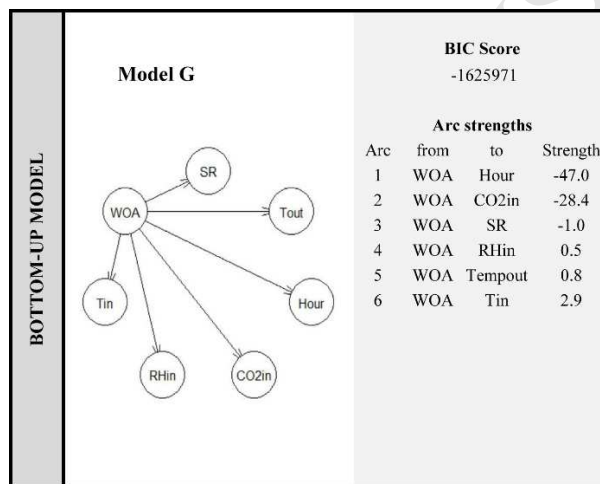 BOTTOM-UP MODEL
Model G
SR
WOA
Tout
Tin
Hour
RHin
CO2in
BIC Score
-1625971
Arc strengths
Arc from to Strength
1 WOA Hour -47.0
2 WOA CO2in -28.4
3 WOA SR -1.0
4 WOA RHin 0.5
5 WOA Tempout 0.8
6 WOA Tin 2.9